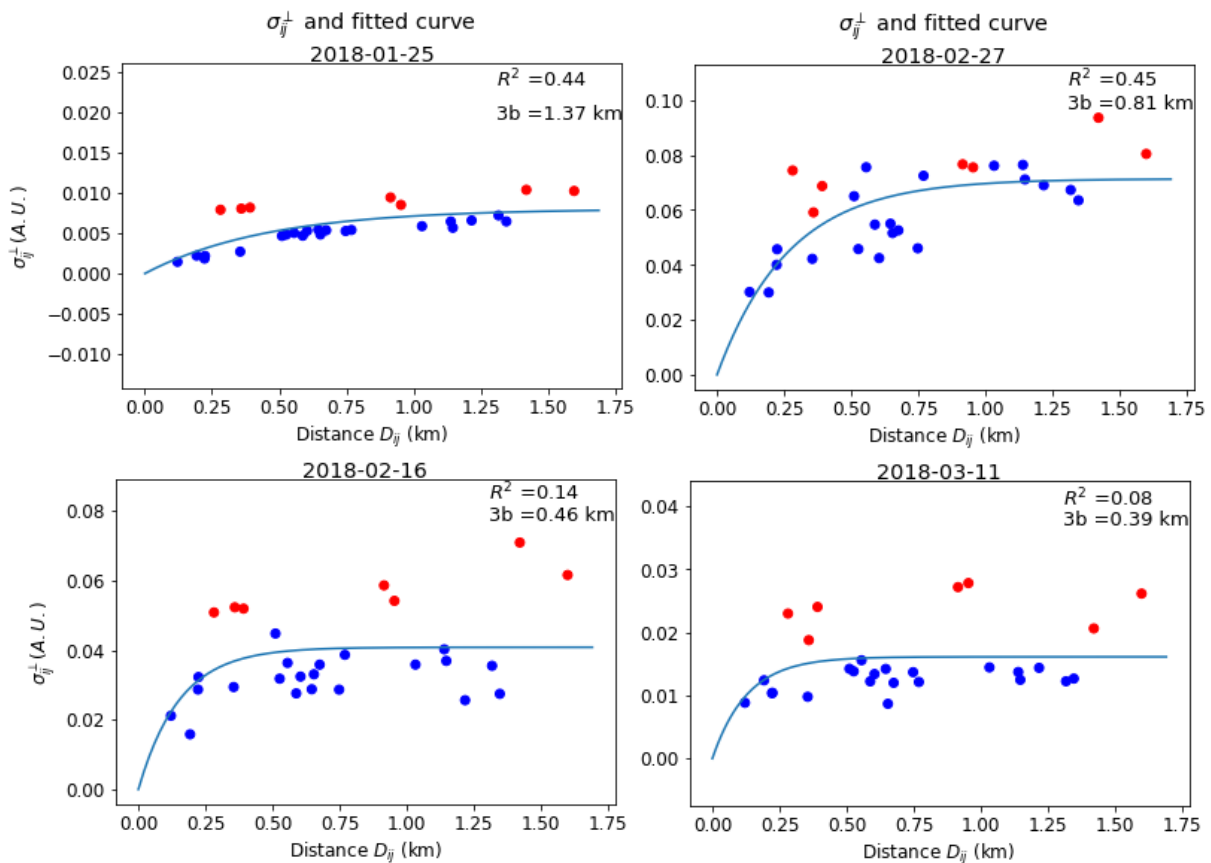 σ⊥ij and fitted curve
2018-01-25
R² =0.44
3b =1.37 km
0.025
0.020
0.015
0.010
0.005
0.000
−0.005
−0.010
σ⊥ij (A. U.)
0.00 0.25 0.50 0.75 1.00 1.25 1.50 1.75
Distance Dij (km)
σ⊥ij and fitted curve
2018-02-27
R² =0.45
3b =0.81 km
0.10
0.08
0.06
0.04
0.02
0.00
0.00 0.25 0.50 0.75 1.00 1.25 1.50 1.75
Distance Dij (km)
2018-02-16
R² =0.14
3b =0.46 km
0.08
0.06
0.04
0.02
0.00
σ⊥ij (A. U.)
0.00 0.25 0.50 0.75 1.00 1.25 1.50 1.75
Distance Dij (km)
2018-03-11
R² =0.08
3b =0.39 km
0.04
0.03
0.02
0.01
0.00
0.00 0.25 0.50 0.75 1.00 1.25 1.50 1.75
Distance Dij (km)